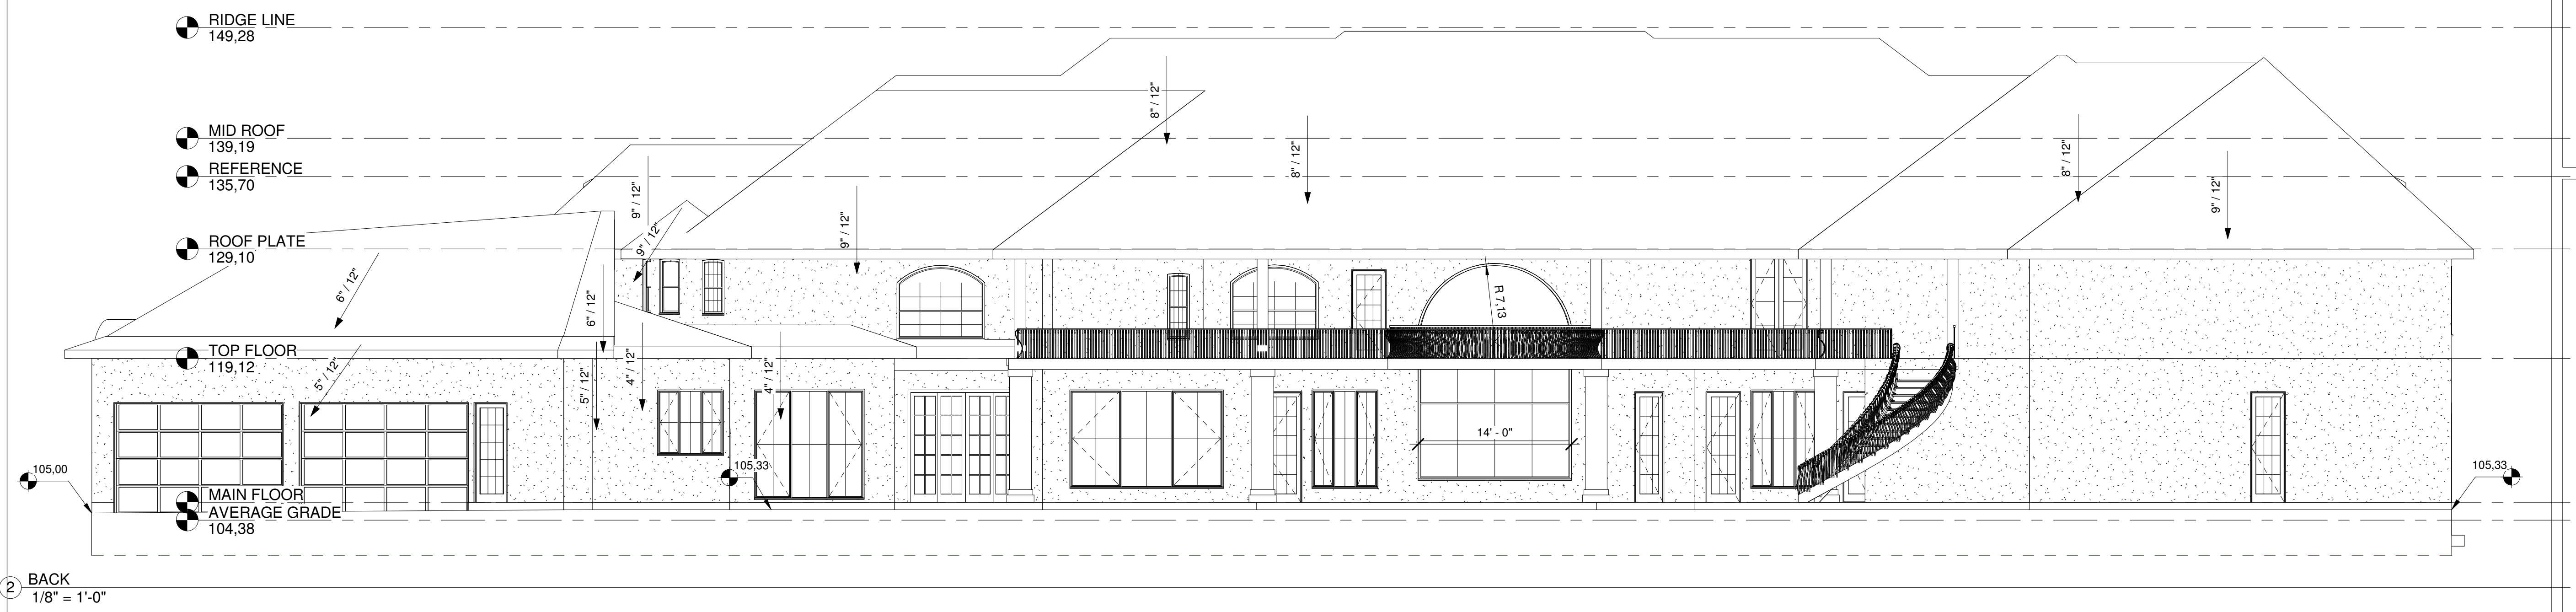 RIDGE LINE
149,28
MID ROOF
139,19
REFERENCE
135,70
ROOF PLATE
129,10
TOP FLOOR
119,12
MAIN FLOOR
AVERAGE GRADE
104,38
105,00
105,33
105,33
6" / 12"
5" / 12"
6" / 12"
5" / 12"
4" / 12"
4" / 12"
9" / 12"
9" / 12"
9" / 12"
8" / 12"
8" / 12"
8" / 12"
9" / 12"
R 7,13
14' - 0"
2
BACK
1/8" = 1'-0"